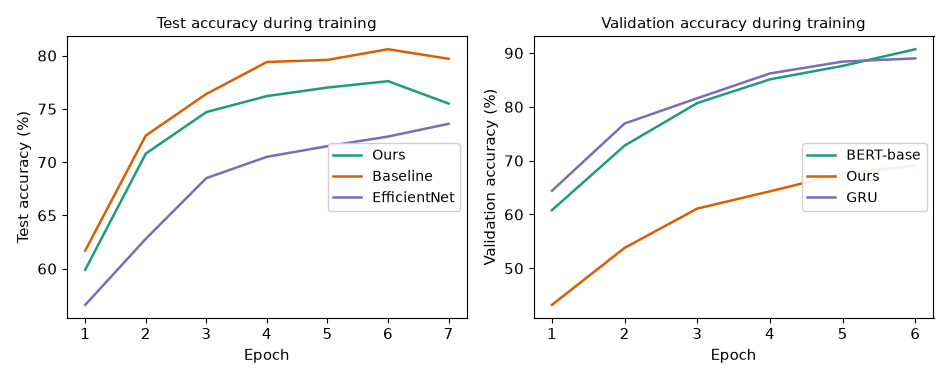 Test accuracy during training
Test accuracy (%)
80
75
70
65
60
1 2 3 4 5 6 7
Epoch
Ours
Baseline
EfficientNet
Validation accuracy during training
Validation accuracy (%)
90
80
70
60
50
1 2 3 4 5 6
Epoch
BERT-base
Ours
GRU